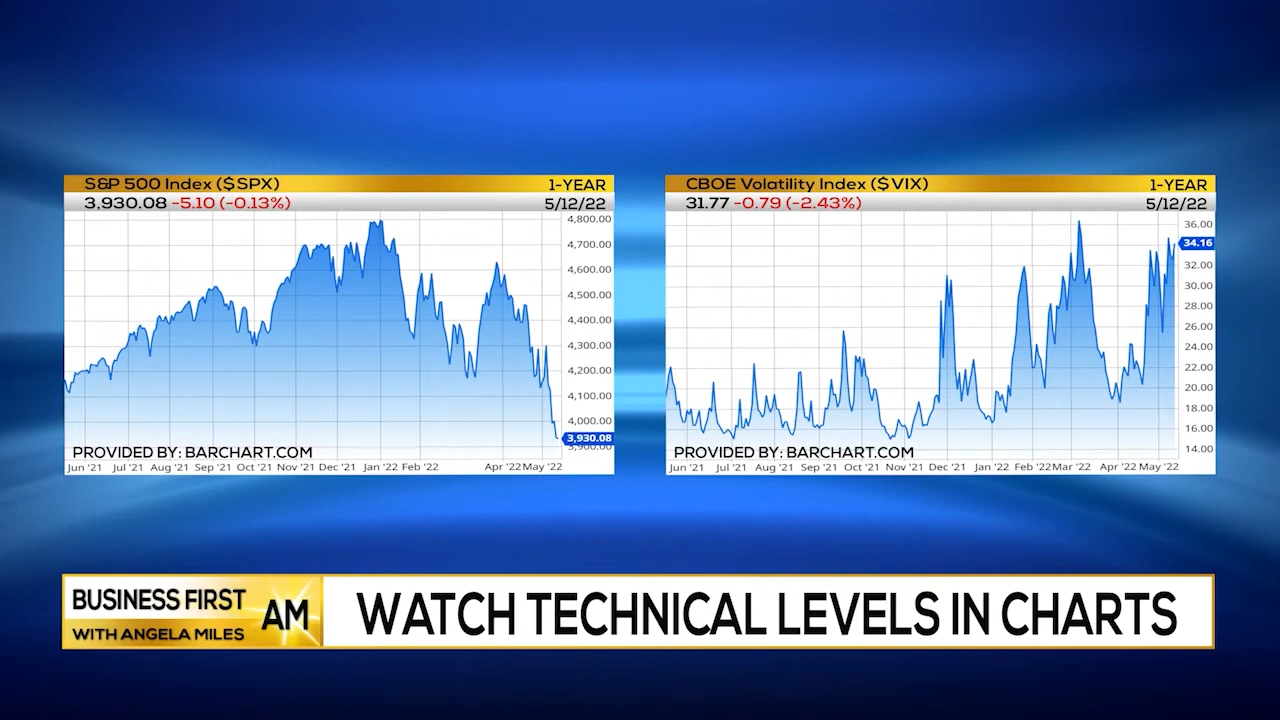 S&P 500 Index ($SPX) 1-YEAR
3,930.08 -5.10 (-0.13%) 5/12/22
4,800.00
4,700.00
4,600.00
4,500.00
4,400.00
4,300.00
4,200.00
4,100.00
4,000.00
3,930.08
3,900.00
PROVIDED BY: BARCHART.COM
Jun '21 Jul '21 Aug '21 Sep '21 Oct '21 Nov '21 Dec '21 Jan '22 Feb '22 Apr '22 May '22
CBOE Volatility Index ($VIX) 1-YEAR
31.77 -0.79 (-2.43%) 5/12/22
36.00
34.16
32.00
30.00
28.00
26.00
24.00
22.00
20.00
18.00
16.00
14.00
PROVIDED BY: BARCHART.COM
Jun '21 Jul '21 Aug '21 Sep '21 Oct '21 Nov '21 Dec '21 Jan '22 Feb '22 Mar '22 Apr '22 May '22
BUSINESS FIRST AM
WITH ANGELA MILES
WATCH TECHNICAL LEVELS IN CHARTS